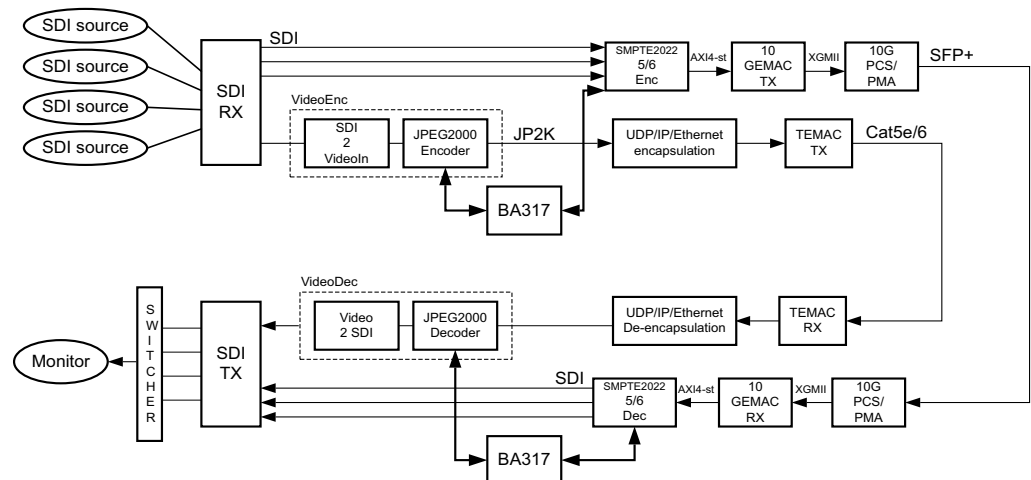 SDI source
SDI source
SDI source
SDI source
SDI
RX
SDI
VideoEnc
SDI
2
VideoIn
JPEG2000
Encoder
JP2K
BA317
SMPTE2022
5/6
Enc
AXI4-st
10
GEMAC
TX
XGMII
10G
PCS/
PMA
SFP+
UDP/IP/Ethernet
encapsulation
TEMAC
TX
Cat5e/6
Monitor
SWITCHER
SDI
TX
VideoDec
Video
2 SDI
JPEG2000
Decoder
UDP/IP/Ethernet
De-encapsulation
TEMAC
RX
SDI
BA317
SMPTE2022
5/6
Dec
AXI4-st
10
GEMAC
RX
XGMII
10G
PCS/
PMA